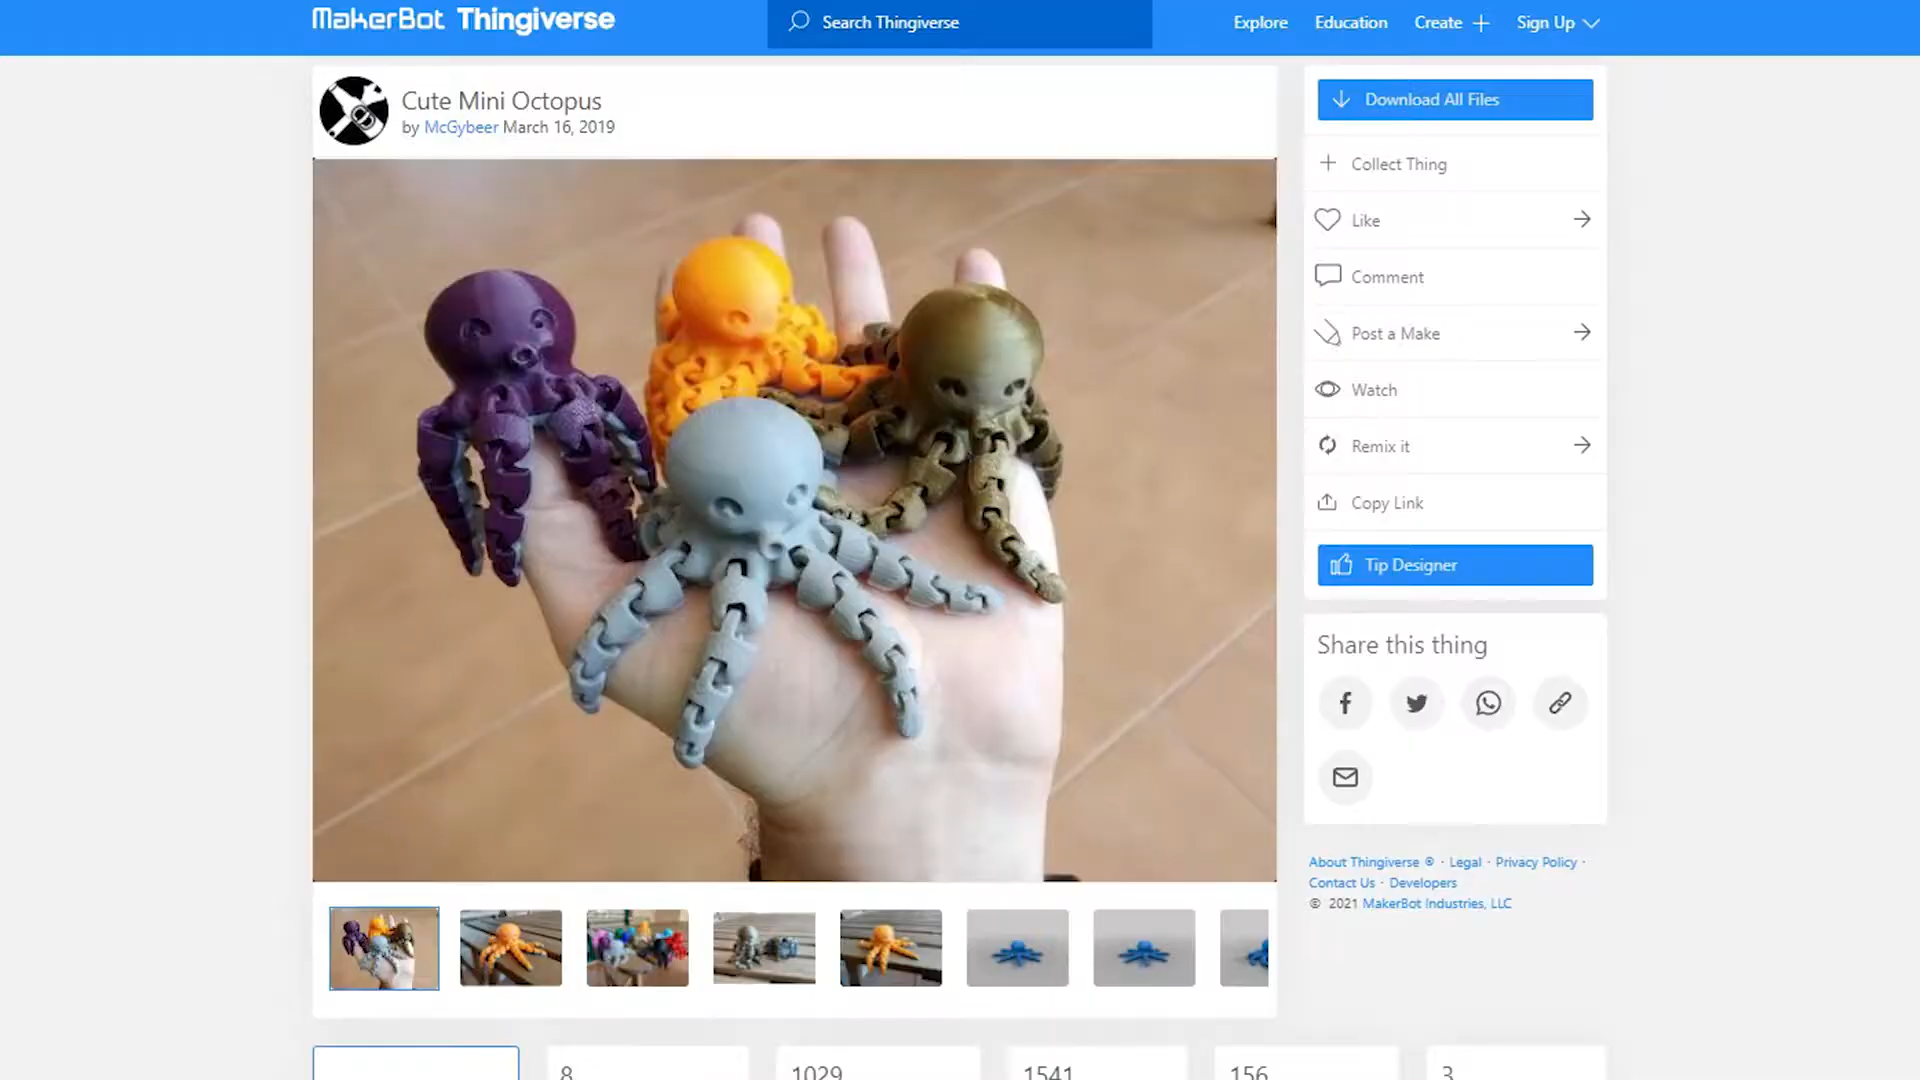 MakerBot Thingiverse
Search Thingiverse
Explore
Education
Create
Sign Up
Cute Mini Octopus
by McGybeer March 16, 2019
Download All Files
Collect Thing
Like
Comment
Post a Make
Watch
Remix it
Copy Link
Tip Designer
Share this thing
About Thingiverse ® · Legal · Privacy Policy ·
Contact Us · Developers
© 2021 MakerBot Industries, LLC
8
1029
1541
156
3